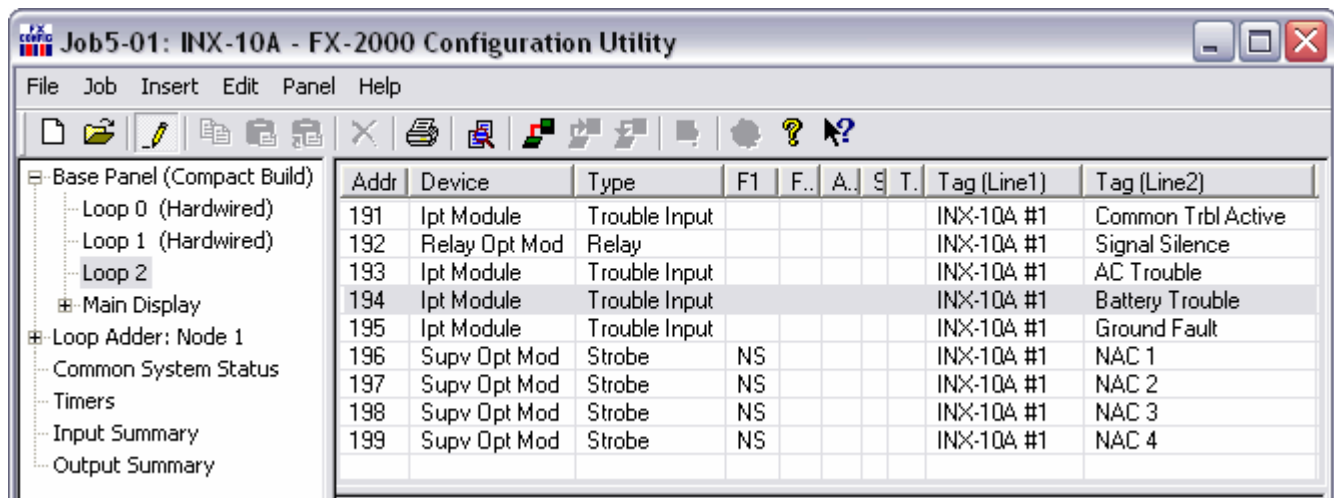 FX CONFIG Job5-01: INX-10A - FX-2000 Configuration Utility
File Job Insert Edit Panel Help
Base Panel (Compact Build)
Loop 0 (Hardwired)
Loop 1 (Hardwired)
Loop 2
Main Display
Loop Adder: Node 1
Common System Status
Timers
Input Summary
Output Summary
Addr Device Type F1 F.. A.. S T. Tag (Line1) Tag (Line2)
191 Ipt Module Trouble Input INX-10A #1 Common Trbl Active
192 Relay Opt Mod Relay INX-10A #1 Signal Silence
193 Ipt Module Trouble Input INX-10A #1 AC Trouble
194 Ipt Module Trouble Input INX-10A #1 Battery Trouble
195 Ipt Module Trouble Input INX-10A #1 Ground Fault
196 Supv Opt Mod Strobe NS INX-10A #1 NAC 1
197 Supv Opt Mod Strobe NS INX-10A #1 NAC 2
198 Supv Opt Mod Strobe NS INX-10A #1 NAC 3
199 Supv Opt Mod Strobe NS INX-10A #1 NAC 4